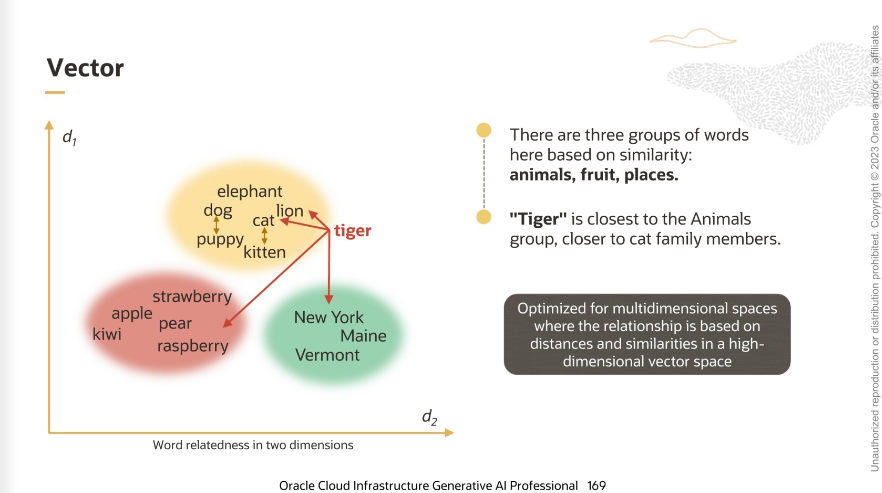 Vector
d1
elephant
dog
cat
lion
puppy
kitten
tiger
strawberry
apple
pear
kiwi
raspberry
New York
Maine
Vermont
d2
Word relatedness in two dimensions
There are three groups of words
here based on similarity:
animals, fruit, places.
"Tiger" is closest to the Animals
group, closer to cat family members.
Optimized for multidimensional spaces
where the relationship is based on
distances and similarities in a high-
dimensional vector space
Oracle Cloud Infrastructure Generative AI Professional 169
Unauthorized reproduction or distribution prohibited. Copyright © 2023 Oracle and/or its affiliates